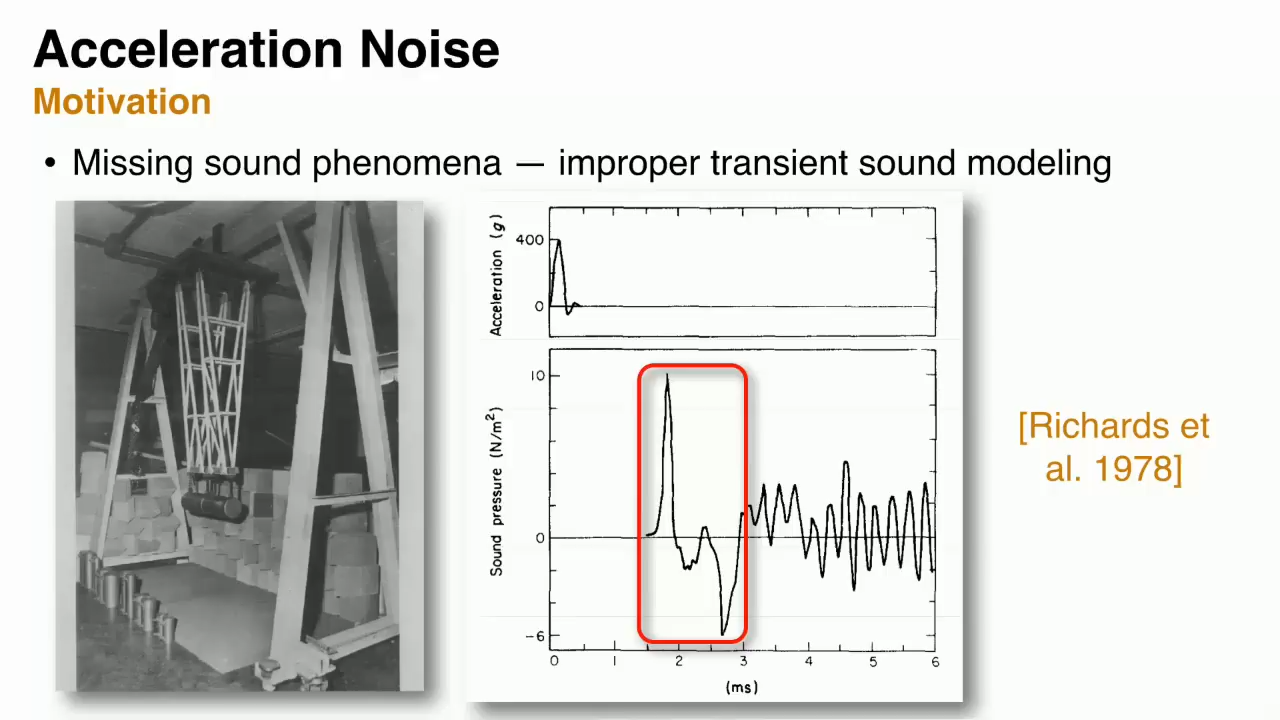 Acceleration Noise
Motivation
• Missing sound phenomena — improper transient sound modeling
Acceleration (g)
400
0
Sound pressure (N/m²)
10
0
−6
0 1 2 3 4 5 6
(ms)
[Richards et
al. 1978]